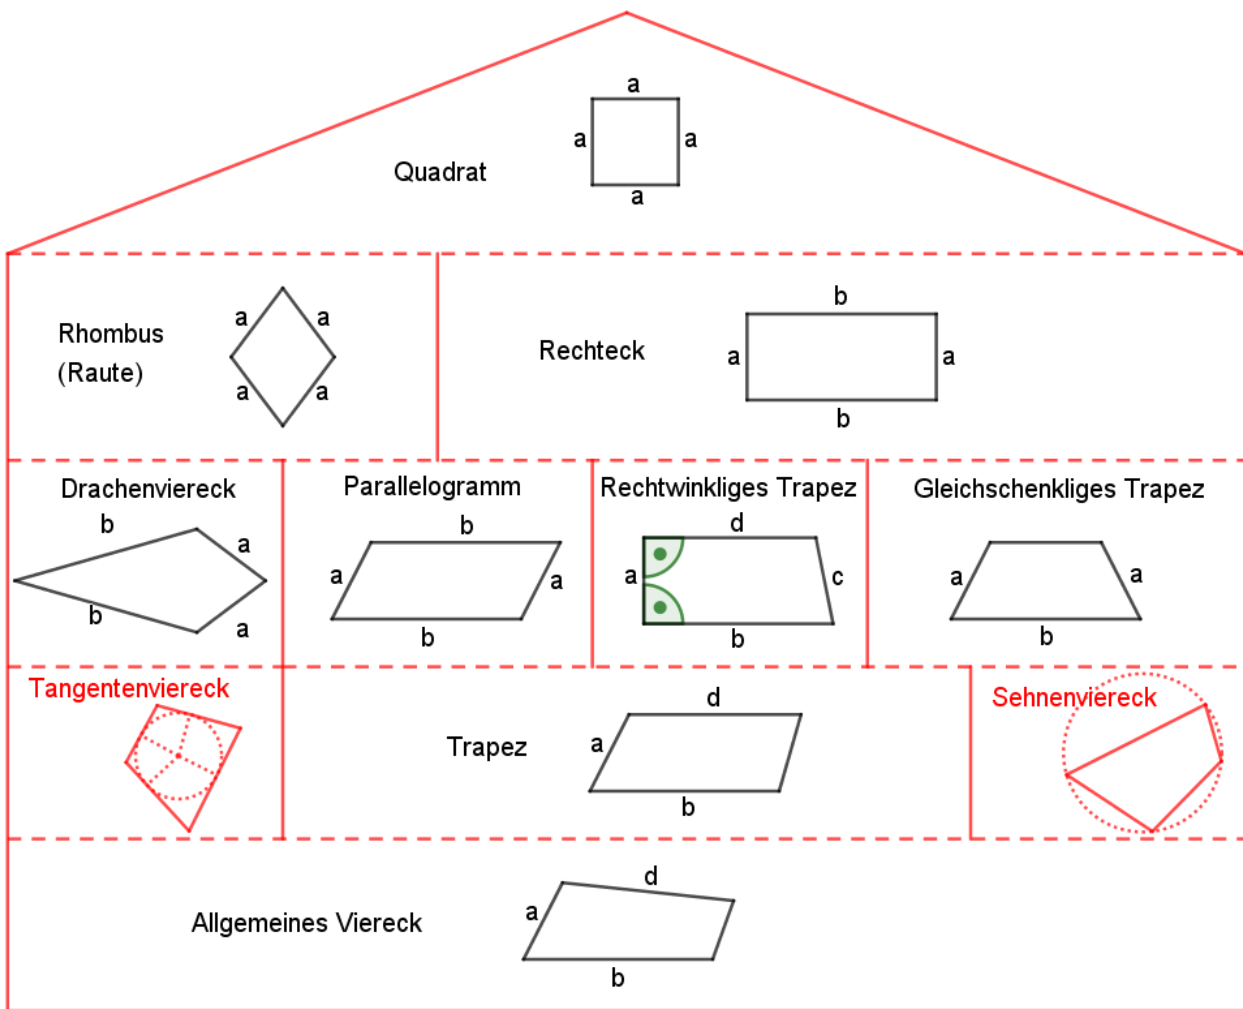 a
a
a
Quadrat
a
a
b
Rhombus
a
a
Rechteck
a
a
(Raute)
a
a
b
Drachenviereck
Parallelogramm
Rechtwinkliges Trapez
Gleichschenkliges Trapez
b
b
d
a
a
a
a
c
a
a
b
a
b
b
b
Tangentenviereck
d
Sehnenviereck
Trapez
a
b
d
a
Allgemeines Viereck
b